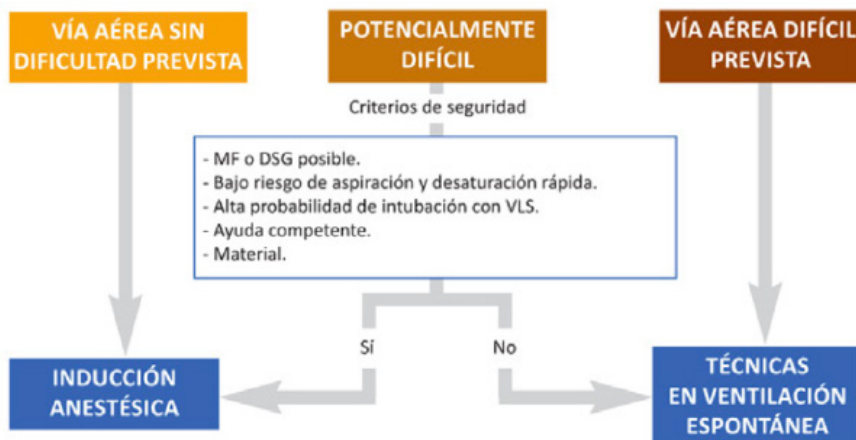 VÍA AÉREA SIN
DIFICULTAD PREVISTA
POTENCIALMENTE
DIFÍCIL
VÍA AÉREA DIFÍCIL
PREVISTA
Criterios de seguridad
- MF o DSG posible.
- Bajo riesgo de aspiración y desaturación rápida.
- Alta probabilidad de intubación con VLS.
- Ayuda competente.
- Material.
Sí
No
INDUCCIÓN
ANESTÉSICA
TÉCNICAS
EN VENTILACIÓN
ESPONTÁNEA